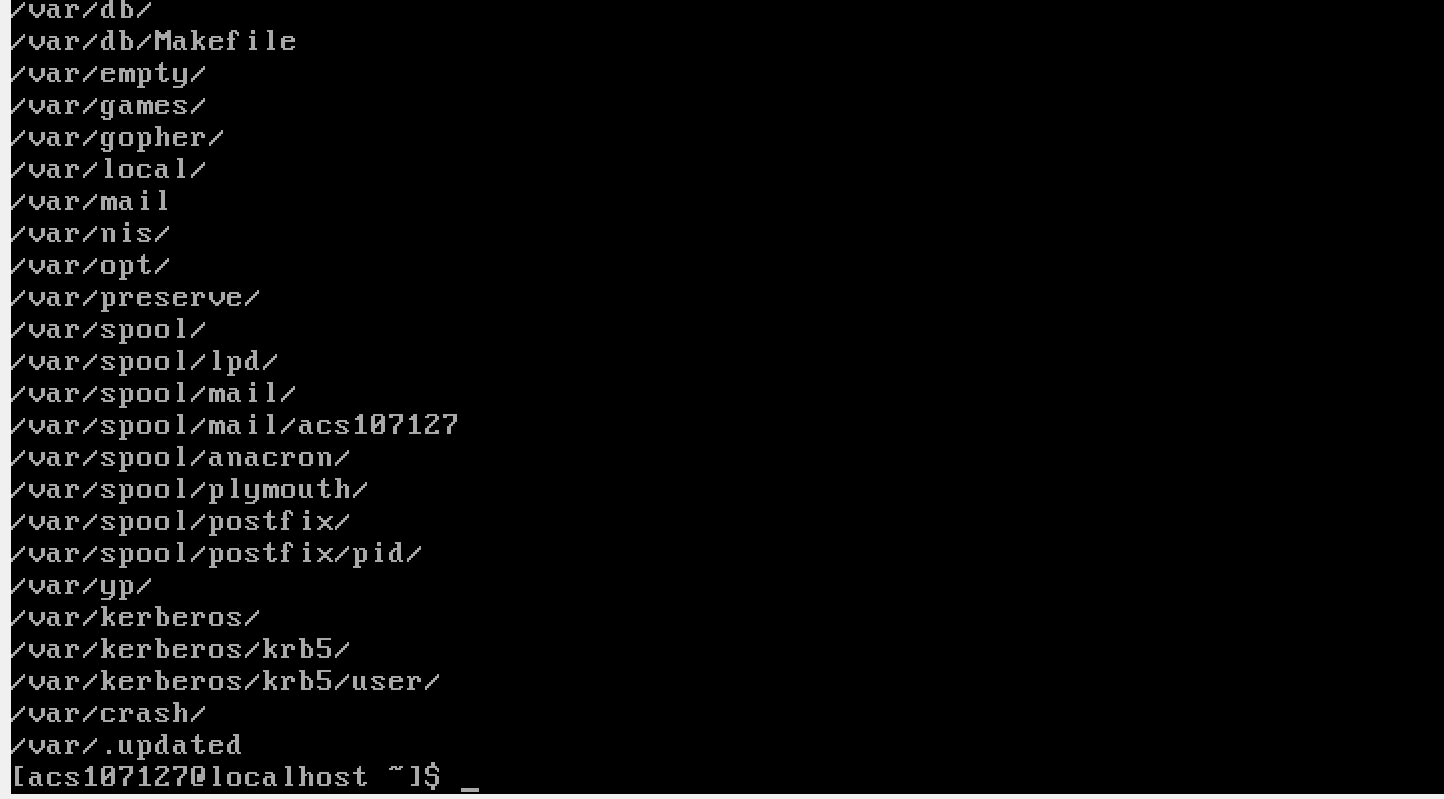 /var/db/
/var/db/Makefile
/var/empty/
/var/games/
/var/gopher/
/var/local/
/var/mail
/var/nis/
/var/opt/
/var/preserve/
/var/spool/
/var/spool/lpd/
/var/spool/mail/
/var/spool/mail/acs107127
/var/spool/anacron/
/var/spool/plymouth/
/var/spool/postfix/
/var/spool/postfix/pid/
/var/yp/
/var/kerberos/
/var/kerberos/krb5/
/var/kerberos/krb5/user/
/var/crash/
/var/.updated
[acs107127@localhost ~]$ _